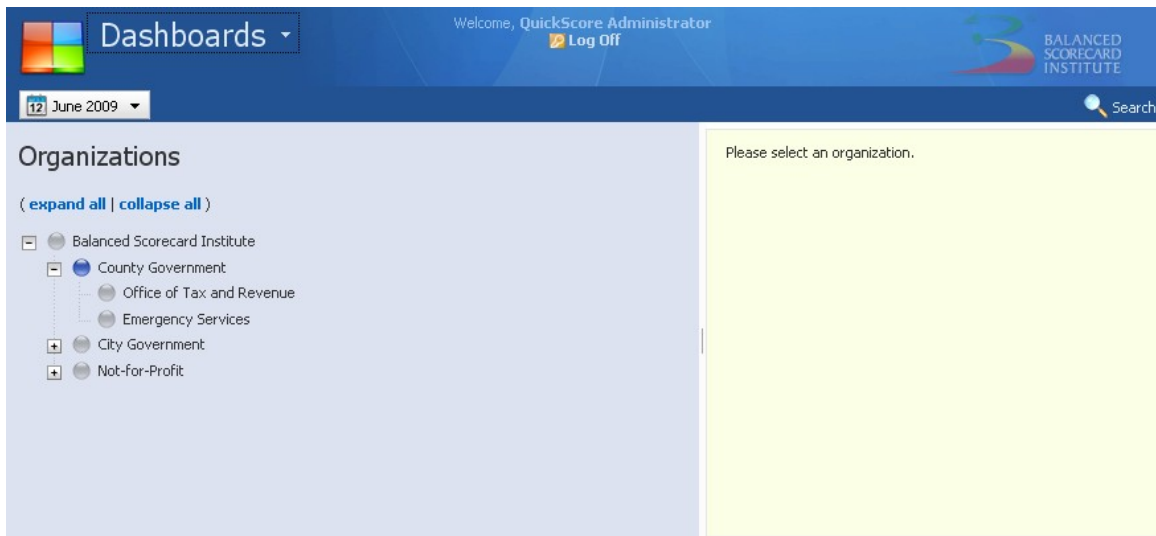 Dashboards
Welcome, QuickScore Administrator
Log Off
BALANCED
SCORECARD
INSTITUTE
12 June 2009
Search
Organizations
( expand all | collapse all )
Balanced Scorecard Institute
County Government
Office of Tax and Revenue
Emergency Services
City Government
Not-for-Profit
Please select an organization.